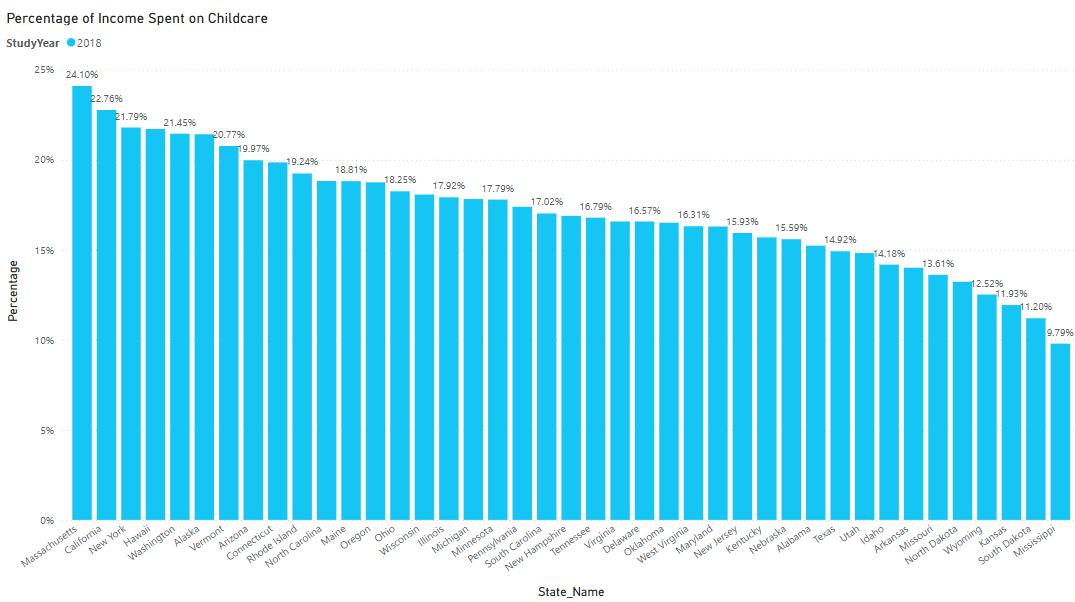 Percentage of Income Spent on Childcare
StudyYear 2018
25%
20%
15%
10%
5%
0%
Percentage
24.10%
22.76%
21.79%
21.45%
20.77%
19.97%
19.24%
18.81%
18.25%
17.92%
17.79%
17.02%
16.79%
16.57%
16.31%
15.93%
15.59%
14.92%
14.18%
13.61%
12.52%
11.93%
11.20%
9.79%
Massachusetts
California
New York
Hawaii
Washington
Alaska
Vermont
Arizona
Connecticut
Rhode Island
North Carolina
Maine
Oregon
Ohio
Wisconsin
Illinois
Michigan
Minnesota
Pennsylvania
South Carolina
New Hampshire
Tennessee
Virginia
Delaware
Oklahoma
West Virginia
Maryland
New Jersey
Kentucky
Nebraska
Alabama
Texas
Utah
Idaho
Arkansas
Missouri
North Dakota
Wyoming
Kansas
South Dakota
Mississippi
State_Name